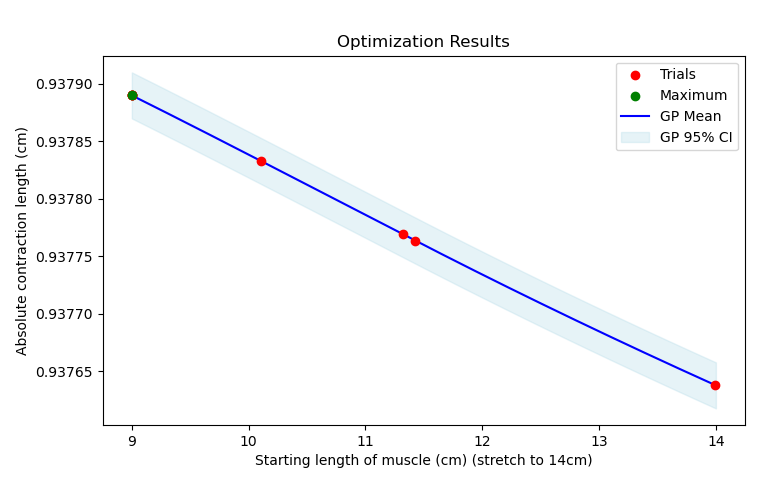 Optimization Results
Absolute contraction length (cm)
0.93790
0.93785
0.93780
0.93775
0.93770
0.93765
Trials
Maximum
GP Mean
GP 95% CI
9 10 11 12 13 14
Starting length of muscle (cm) (stretch to 14cm)